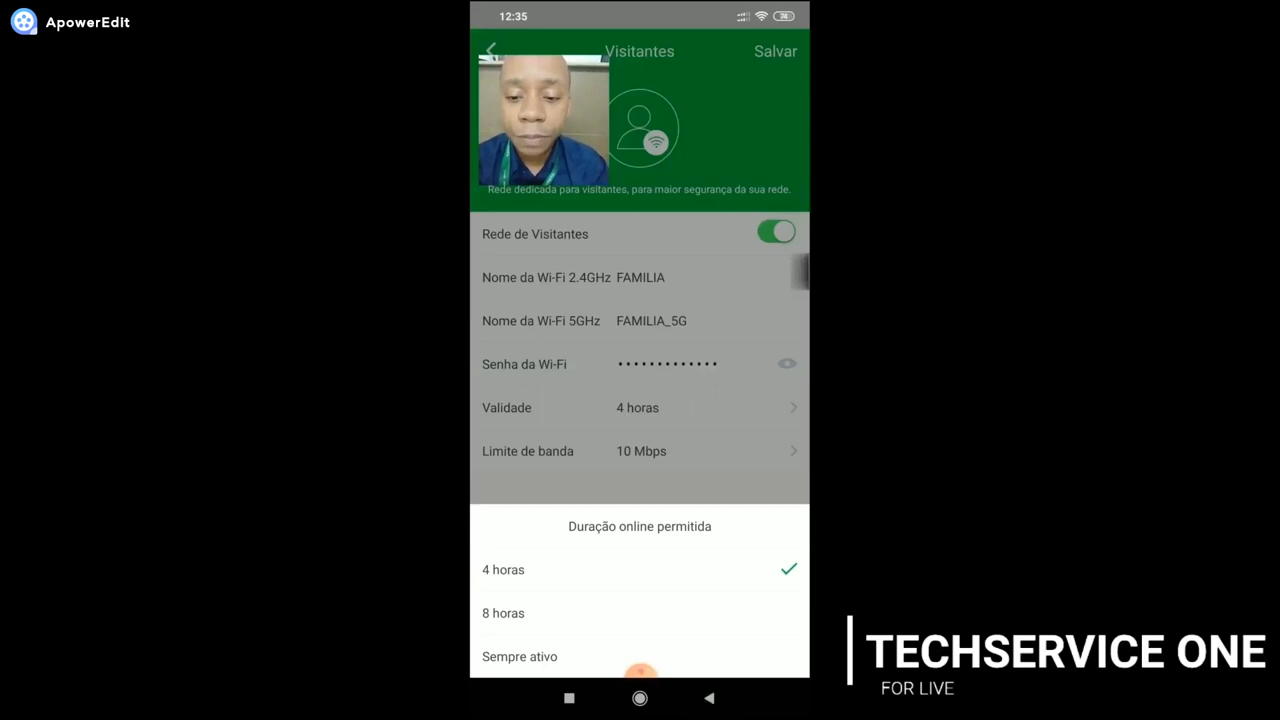 ApowerEdit
12:35
Visitantes
Salvar
Rede dedicada para visitantes, para maior segurança da sua rede.
Rede de Visitantes
Nome da Wi-Fi 2.4GHz FAMILIA
Nome da Wi-Fi 5GHz FAMILIA_5G
Senha da Wi-Fi •••••••••••••
Validade 4 horas
Limite de banda 10 Mbps
Duração online permitida
4 horas
8 horas
Sempre ativo
TECHSERVICE ONE
FOR LIVE